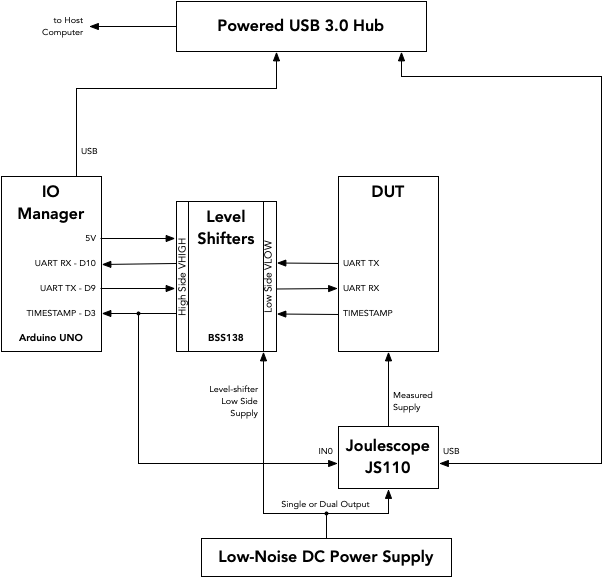 to Host
Computer
Powered USB 3.0 Hub
USB
IO
Manager
5V
UART RX - D10
UART TX - D9
TIMESTAMP - D3
Arduino UNO
High Side VHIGH
Level
Shifters
BSS138
Low Side VLOW
DUT
UART TX
UART RX
TIMESTAMP
Level-shifter
Low Side
Supply
Measured
Supply
IN0
Joulescope
JS110
USB
Single or Dual Output
Low-Noise DC Power Supply